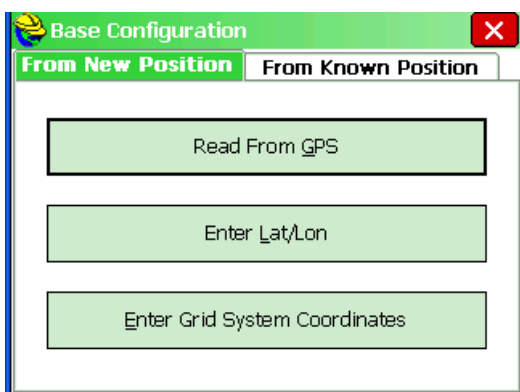 Base Configuration
From New Position From Known Position
Read From GPS
Enter Lat/Lon
Enter Grid System Coordinates